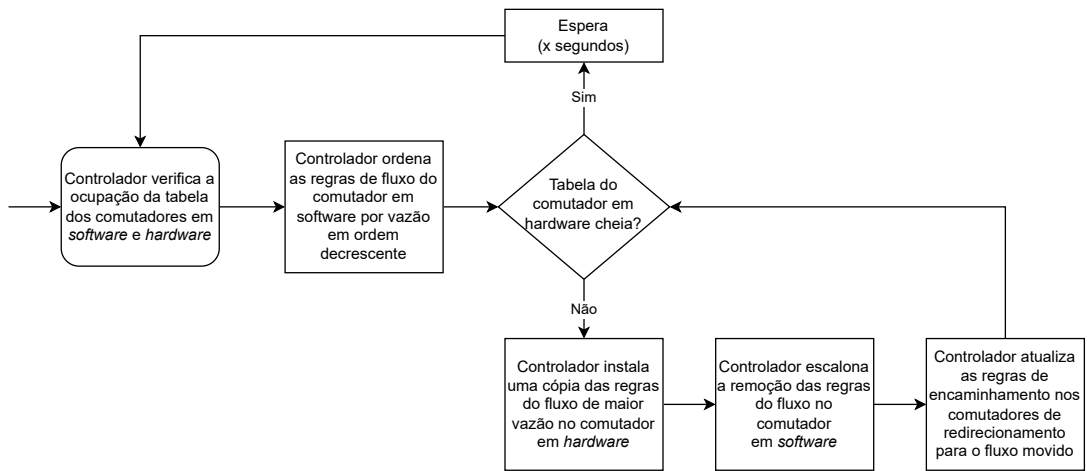 Espera
(x segundos)
Sim
Controlador verifica a
ocupação da tabela
dos comutadores em
software e hardware
Controlador ordena
as regras de fluxo do
comutador em
software por vazão
em ordem
decrescente
Tabela do
comutador em
hardware cheia?
Não
Controlador instala
uma cópia das regras
do fluxo de maior
vazão no comutador
em hardware
Controlador escalona
a remoção das regras
do fluxo no
comutador
em software
Controlador atualiza
as regras de
encaminhamento nos
comutadores de
redirecionamento
para o fluxo movido